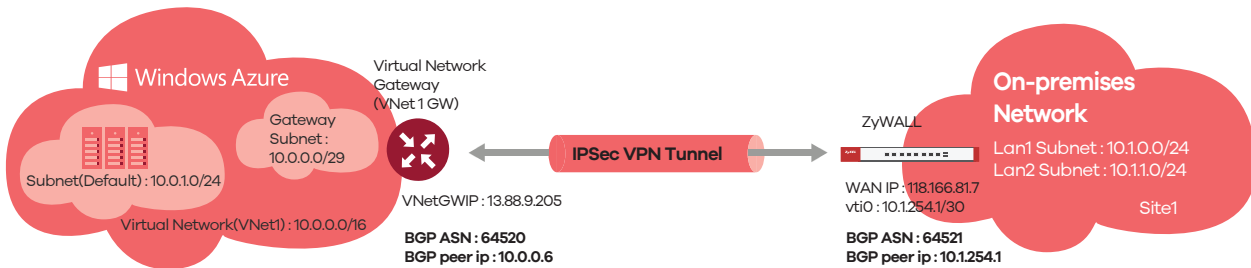 Windows Azure
Subnet(Default) : 10.0.1.0/24
Gateway
Subnet :
10.0.0.0/29
Virtual Network(VNet1) : 10.0.0.0/16
Virtual Network
Gateway
(VNet 1 GW)
VNetGWIP : 13.88.9.205
BGP ASN : 64520
BGP peer ip : 10.0.0.6
IPSec VPN Tunnel
ZyWALL
ZyXEL
WAN IP : 118.166.81.7
vti0 : 10.1.254.1/30
BGP ASN : 64521
BGP peer ip : 10.1.254.1
On-premises
Network
Lan1 Subnet : 10.1.0.0/24
Lan2 Subnet : 10.1.1.0/24
Site1